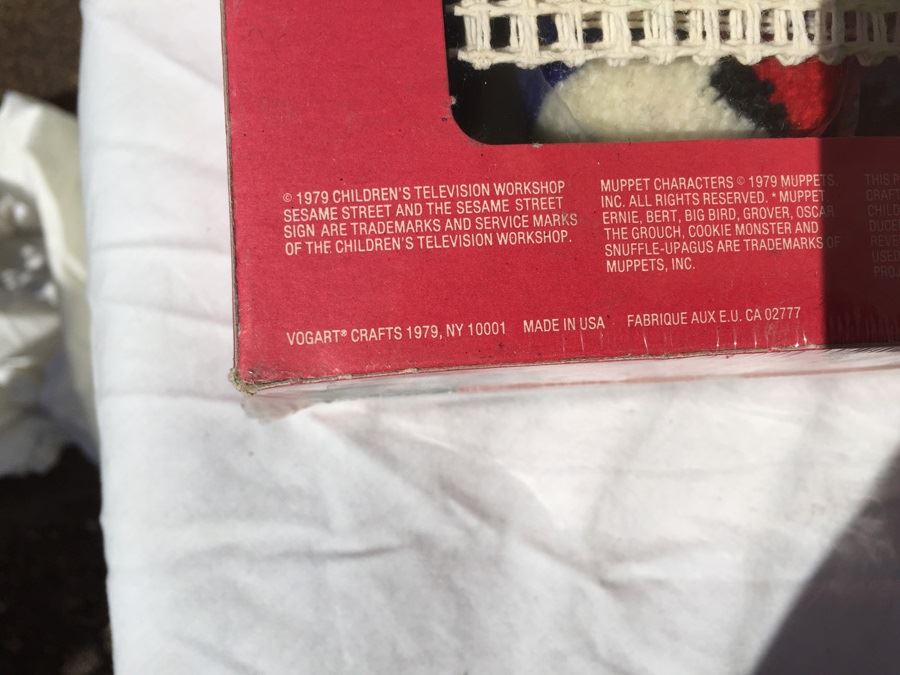 © 1979 CHILDREN'S TELEVISION WORKSHOP
SESAME STREET AND THE SESAME STREET
SIGN ARE TRADEMARKS AND SERVICE MARKS
OF THE CHILDREN'S TELEVISION WORKSHOP.
MUPPET CHARACTERS © 1979 MUPPETS,
INC. ALL RIGHTS RESERVED. * MUPPET
ERNIE, BERT, BIG BIRD, GROVER, OSCAR
THE GROUCH, COOKIE MONSTER AND
SNUFFLE-UPAGUS ARE TRADEMARKS OF
MUPPETS, INC.
THIS
VOGART® CRAFTS 1979, NY 10001 MADE IN USA FABRIQUE AUX E.U. CA 02777